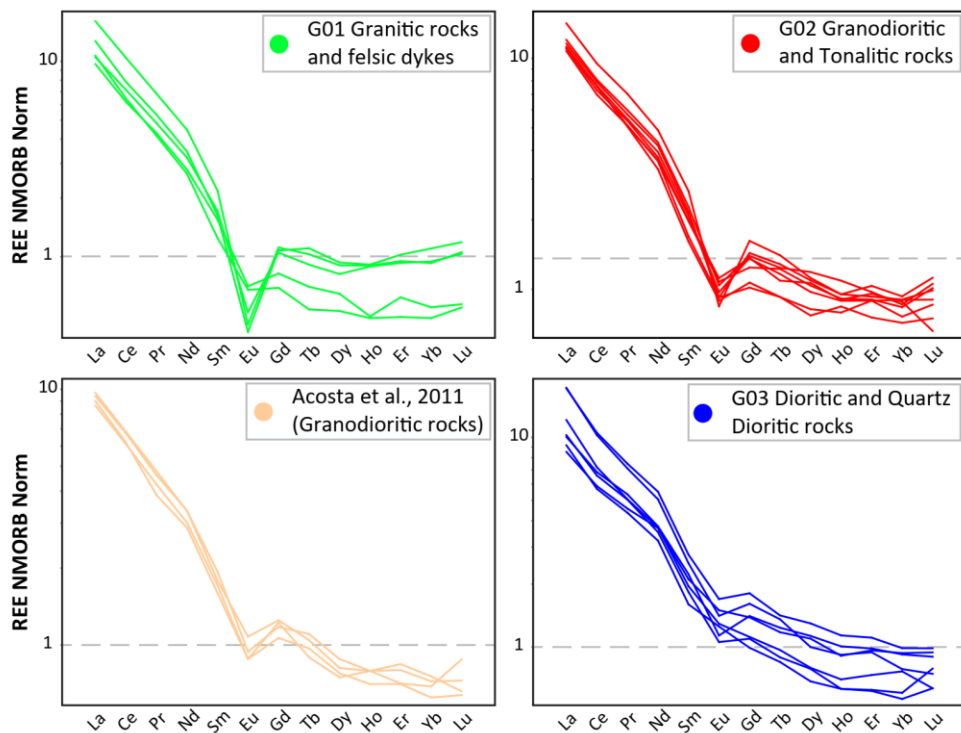 G01 Granitic rocks
and felsic dykes
REE NMORB Norm
10
1
La Ce Pr Nd Sm Eu Gd Tb Dy Ho Er Yb Lu
G02 Granodioritic
and Tonalitic rocks
10
1
La Ce Pr Nd Sm Eu Gd Tb Dy Ho Er Yb Lu
Acosta et al., 2011
(Granodioritic rocks)
REE NMORB Norm
10
1
La Ce Pr Nd Sm Eu Gd Tb Dy Ho Er Yb Lu
G03 Dioritic and Quartz
Dioritic rocks
10
1
La Ce Pr Nd Sm Eu Gd Tb Dy Ho Er Yb Lu